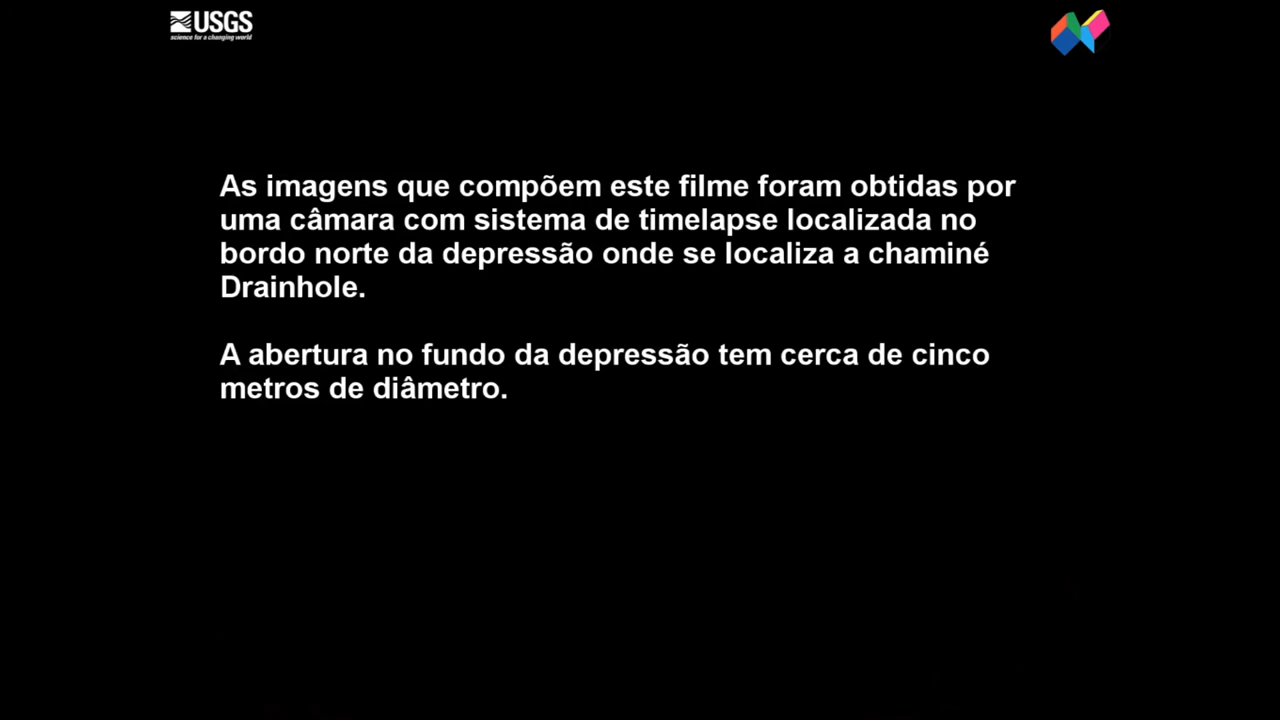 USGS
science for a changing world
As imagens que compõem este filme foram obtidas por
uma câmara com sistema de timelapse localizada no
bordo norte da depressão onde se localiza a chaminé
Drainhole.
A abertura no fundo da depressão tem cerca de cinco
metros de diâmetro.